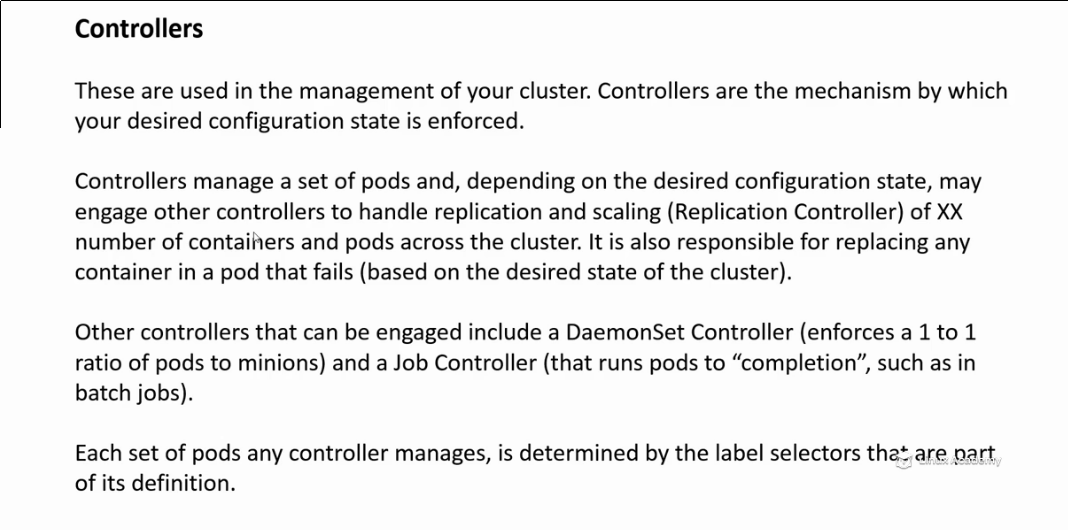 Controllers
These are used in the management of your cluster. Controllers are the mechanism by which
your desired configuration state is enforced.
Controllers manage a set of pods and, depending on the desired configuration state, may
engage other controllers to handle replication and scaling (Replication Controller) of XX
number of containers and pods across the cluster. It is also responsible for replacing any
container in a pod that fails (based on the desired state of the cluster).
Other controllers that can be engaged include a DaemonSet Controller (enforces a 1 to 1
ratio of pods to minions) and a Job Controller (that runs pods to “completion”, such as in
batch jobs).
Each set of pods any controller manages, is determined by the label selectors that are part
of its definition.
Linux Academy